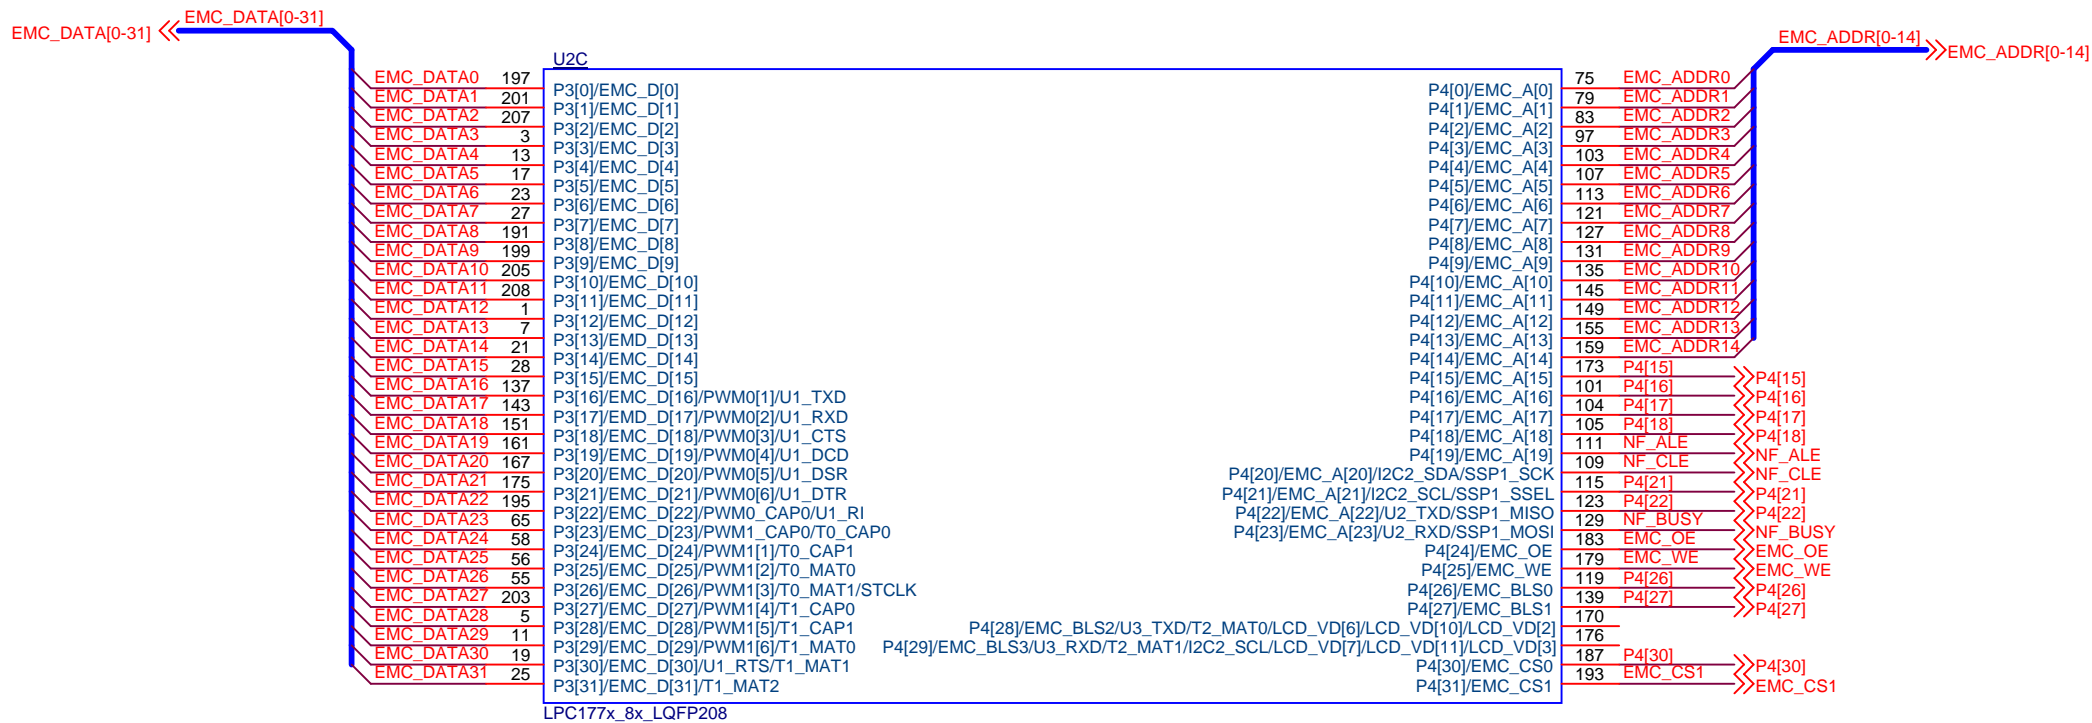 EMC_DATA[0-31] EMC_DATA[0-31] EMC_ADDR[0-14] EMC_ADDR[0-14]
U2C
EMC_DATA0 197 P3[0]/EMC_D[0] P4[0]/EMC_A[0] 75 EMC_ADDR0
EMC_DATA1 201 P3[1]/EMC_D[1] P4[1]/EMC_A[1] 79 EMC_ADDR1
EMC_DATA2 207 P3[2]/EMC_D[2] P4[2]/EMC_A[2] 83 EMC_ADDR2
EMC_DATA3 3 P3[3]/EMC_D[3] P4[3]/EMC_A[3] 97 EMC_ADDR3
EMC_DATA4 13 P3[4]/EMC_D[4] P4[4]/EMC_A[4] 103 EMC_ADDR4
EMC_DATA5 17 P3[5]/EMC_D[5] P4[5]/EMC_A[5] 107 EMC_ADDR5
EMC_DATA6 23 P3[6]/EMC_D[6] P4[6]/EMC_A[6] 113 EMC_ADDR6
EMC_DATA7 27 P3[7]/EMC_D[7] P4[7]/EMC_A[7] 121 EMC_ADDR7
EMC_DATA8 191 P3[8]/EMC_D[8] P4[8]/EMC_A[8] 127 EMC_ADDR8
EMC_DATA9 199 P3[9]/EMC_D[9] P4[9]/EMC_A[9] 131 EMC_ADDR9
EMC_DATA10 205 P3[10]/EMC_D[10] P4[10]/EMC_A[10] 135 EMC_ADDR10
EMC_DATA11 208 P3[11]/EMC_D[11] P4[11]/EMC_A[11] 145 EMC_ADDR11
EMC_DATA12 1 P3[12]/EMC_D[12] P4[12]/EMC_A[12] 149 EMC_ADDR12
EMC_DATA13 7 P3[13]/EMD_D[13] P4[13]/EMC_A[13] 155 EMC_ADDR13
EMC_DATA14 21 P3[14]/EMC_D[14] P4[14]/EMC_A[14] 159 EMC_ADDR14
EMC_DATA15 28 P3[15]/EMC_D[15] P4[15]/EMC_A[15] 173 P4[15] P4[15]
EMC_DATA16 137 P3[16]/EMC_D[16]/PWM0[1]/U1_TXD P4[16]/EMC_A[16] 101 P4[16] P4[16]
EMC_DATA17 143 P3[17]/EMD_D[17]/PWM0[2]/U1_RXD P4[17]/EMC_A[17] 104 P4[17] P4[17]
EMC_DATA18 151 P3[18]/EMC_D[18]/PWM0[3]/U1_CTS P4[18]/EMC_A[18] 105 P4[18] P4[18]
EMC_DATA19 161 P3[19]/EMC_D[19]/PWM0[4]/U1_DCD P4[19]/EMC_A[19] 111 NF_ALE NF_ALE
EMC_DATA20 167 P3[20]/EMC_D[20]/PWM0[5]/U1_DSR P4[20]/EMC_A[20]/I2C2_SDA/SSP1_SCK 109 NF_CLE NF_CLE
EMC_DATA21 175 P3[21]/EMC_D[21]/PWM0[6]/U1_DTR P4[21]/EMC_A[21]/I2C2_SCL/SSP1_SSEL 115 P4[21] P4[21]
EMC_DATA22 195 P3[22]/EMC_D[22]/PWM0_CAP0/U1_RI P4[22]/EMC_A[22]/U2_TXD/SSP1_MISO 123 P4[22] P4[22]
EMC_DATA23 65 P3[23]/EMC_D[23]/PWM1_CAP0/T0_CAP0 P4[23]/EMC_A[23]/U2_RXD/SSP1_MOSI 129 NF_BUSY NF_BUSY
EMC_DATA24 58 P3[24]/EMC_D[24]/PWM1[1]/T0_CAP1 P4[24]/EMC_OE 183 EMC_OE EMC_OE
EMC_DATA25 56 P3[25]/EMC_D[25]/PWM1[2]/T0_MAT0 P4[25]/EMC_WE 179 EMC_WE EMC_WE
EMC_DATA26 55 P3[26]/EMC_D[26]/PWM1[3]/T0_MAT1/STCLK P4[26]/EMC_BLS0 119 P4[26] P4[26]
EMC_DATA27 203 P3[27]/EMC_D[27]/PWM1[4]/T1_CAP0 P4[27]/EMC_BLS1 139 P4[27] P4[27]
EMC_DATA28 5 P3[28]/EMC_D[28]/PWM1[5]/T1_CAP1 P4[28]/EMC_BLS2/U3_TXD/T2_MAT0/LCD_VD[6]/LCD_VD[10]/LCD_VD[2] 170
EMC_DATA29 11 P3[29]/EMC_D[29]/PWM1[6]/T1_MAT0 P4[29]/EMC_BLS3/U3_RXD/T2_MAT1/I2C2_SCL/LCD_VD[7]/LCD_VD[11]/LCD_VD[3] 176
EMC_DATA30 19 P3[30]/EMC_D[30]/U1_RTS/T1_MAT1 P4[30]/EMC_CS0 187 P4[30] P4[30]
EMC_DATA31 25 P3[31]/EMC_D[31]/T1_MAT2 P4[31]/EMC_CS1 193 EMC_CS1 EMC_CS1
LPC177x_8x_LQFP208